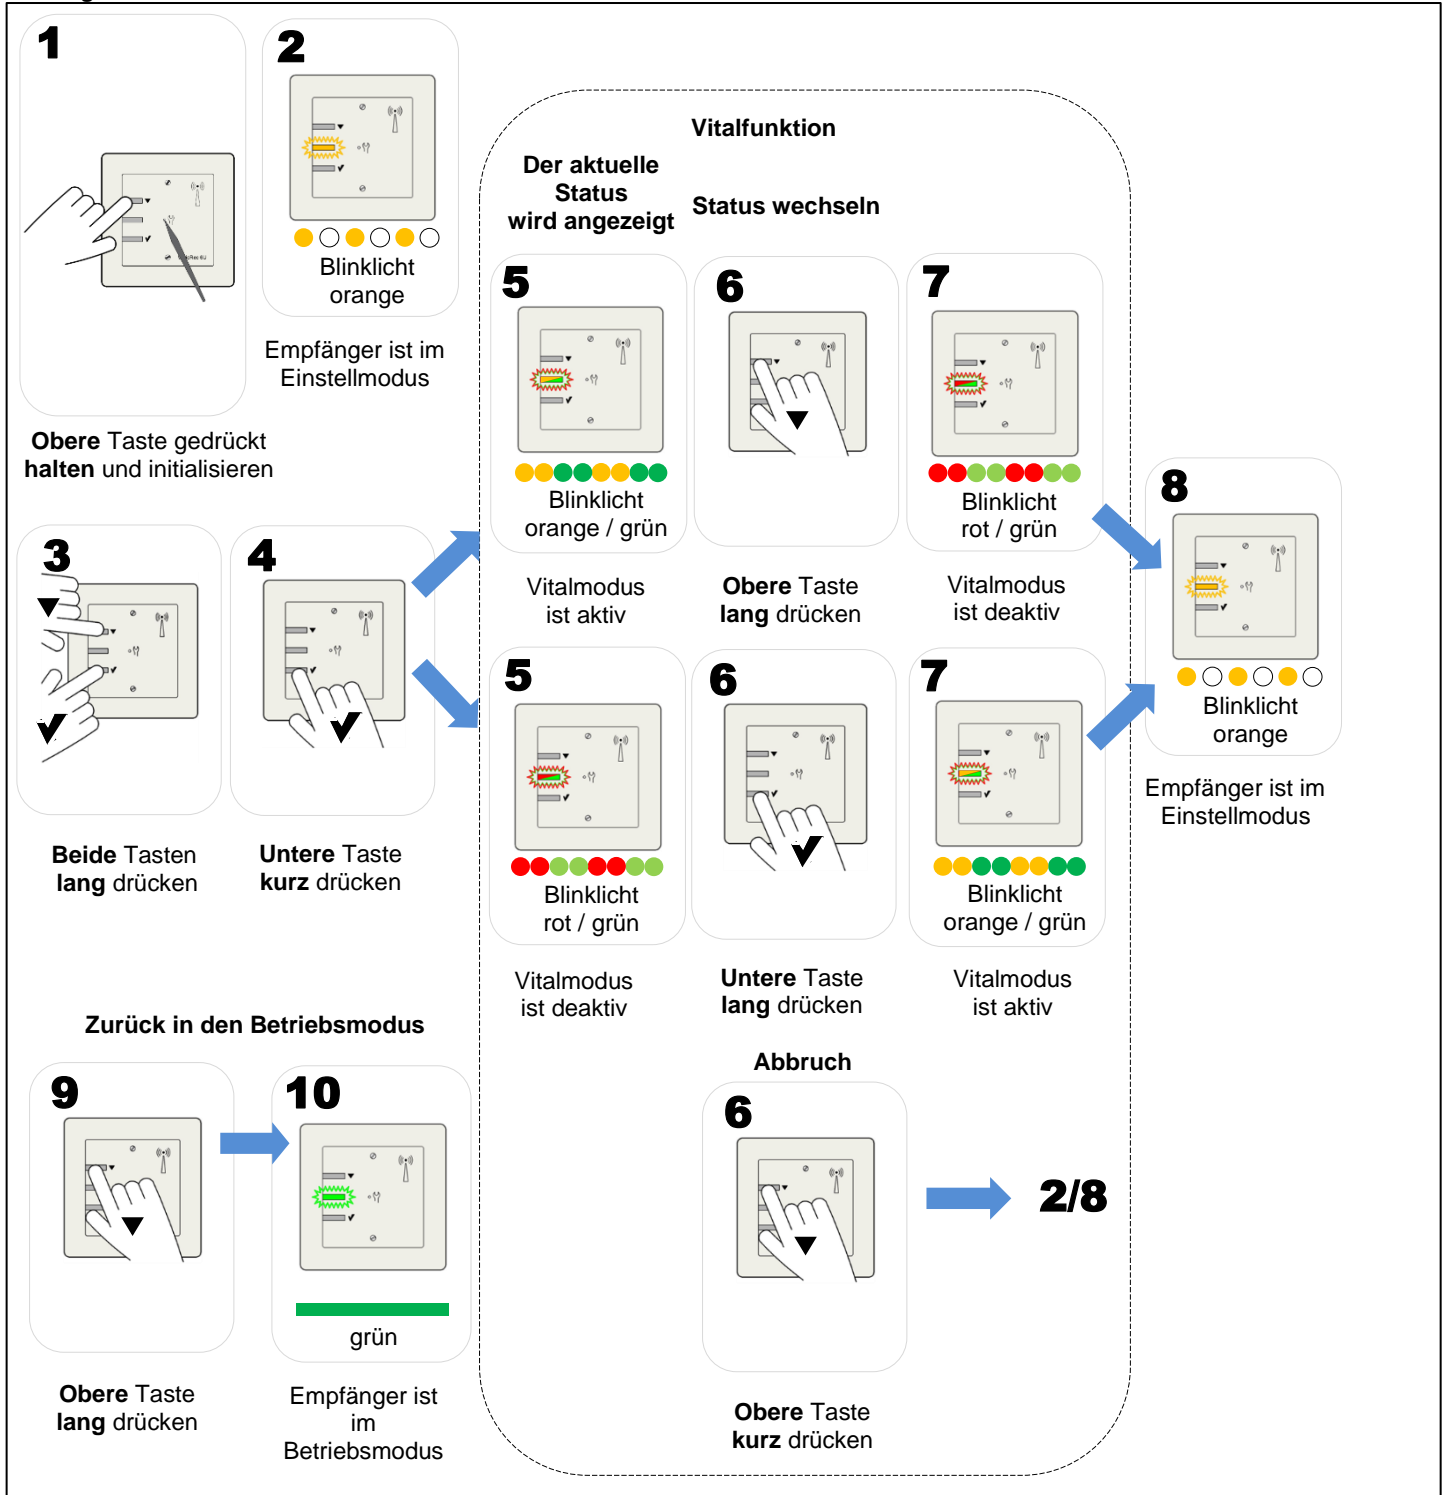 1
2
Blinklicht
orange
Empfänger ist im
Einstellmodus
Obere Taste gedrückt
halten und initialisieren
3
Beide Tasten
lang drücken
4
Untere Taste
kurz drücken
Vitalfunktion
Der aktuelle
Status
wird angezeigt
Status wechseln
5
Blinklicht
orange / grün
Vitalmodus
ist aktiv
6
Obere Taste
lang drücken
7
Blinklicht
rot / grün
Vitalmodus
ist deaktiv
5
Blinklicht
rot / grün
Vitalmodus
ist deaktiv
6
Untere Taste
lang drücken
7
Blinklicht
orange / grün
Vitalmodus
ist aktiv
8
Blinklicht
orange
Empfänger ist im
Einstellmodus
Abbruch
6
2/8
Obere Taste
kurz drücken
Zurück in den Betriebsmodus
9
Obere Taste
lang drücken
10
grün
Empfänger ist
im
Betriebsmodus